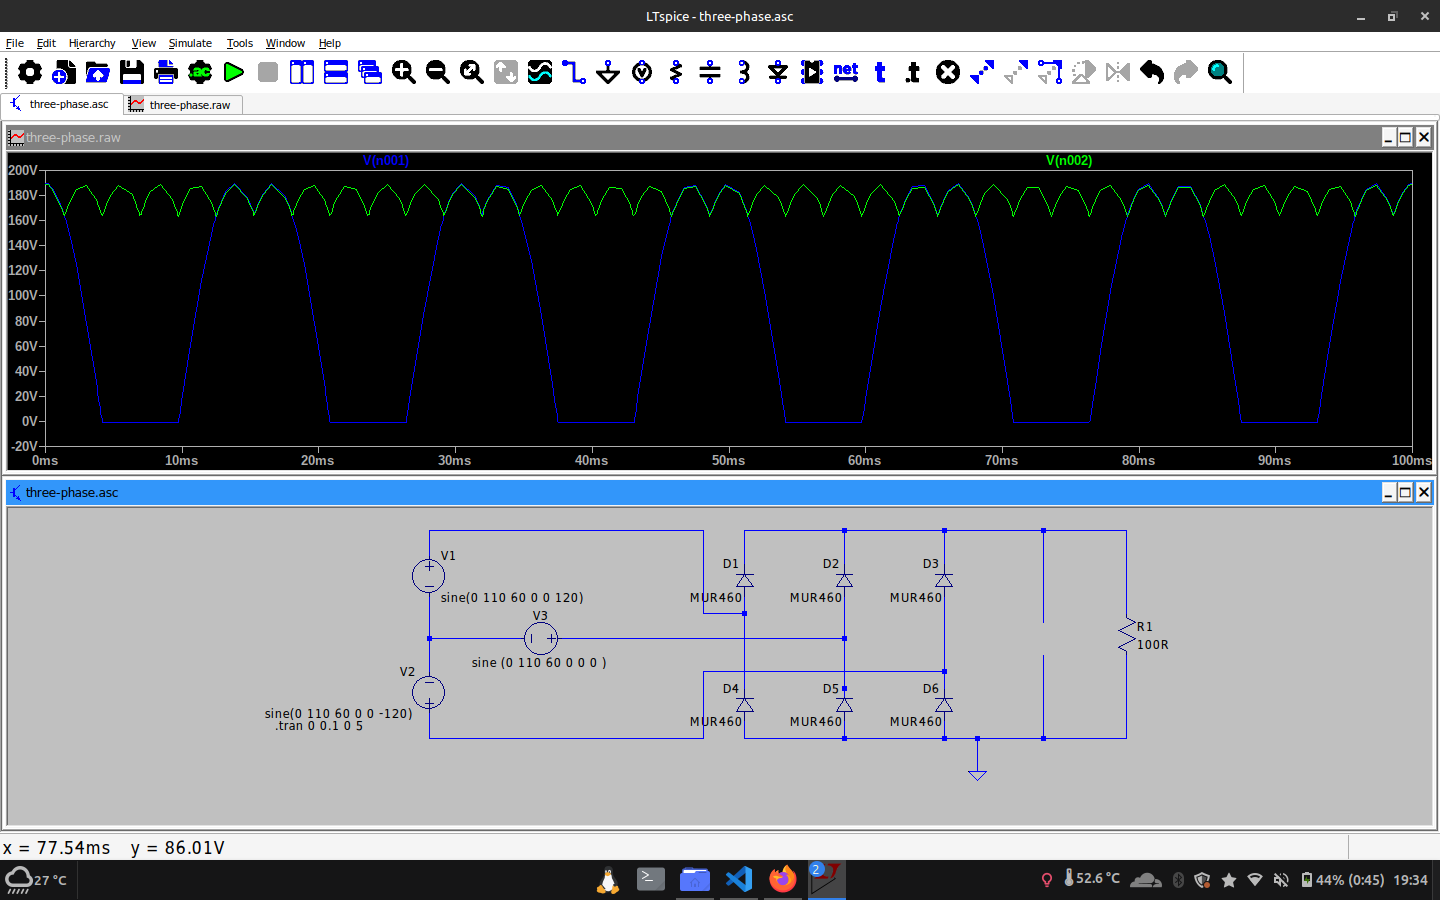 LTspice - three-phase.asc
File Edit Hierarchy View Simulate Tools Window Help
.ac net t .t
three-phase.asc three-phase.raw
three-phase.raw
V(n001) V(n002)
200V
180V
160V
140V
120V
100V
80V
60V
40V
20V
0V
-20V
0ms 10ms 20ms 30ms 40ms 50ms 60ms 70ms 80ms 90ms 100ms
three-phase.asc
V1
D1 D2 D3
sine(0 110 60 0 0 120)
MUR460 MUR460 MUR460
V3
R1
100R
sine (0 110 60 0 0 0 )
V2
D4 D5 D6
sine(0 110 60 0 0 -120)
MUR460 MUR460 MUR460
.tran 0 0.1 0 5
x = 77.54ms y = 86.01V
27 °C 2 52.6 °C 44% (0:45) 19:34